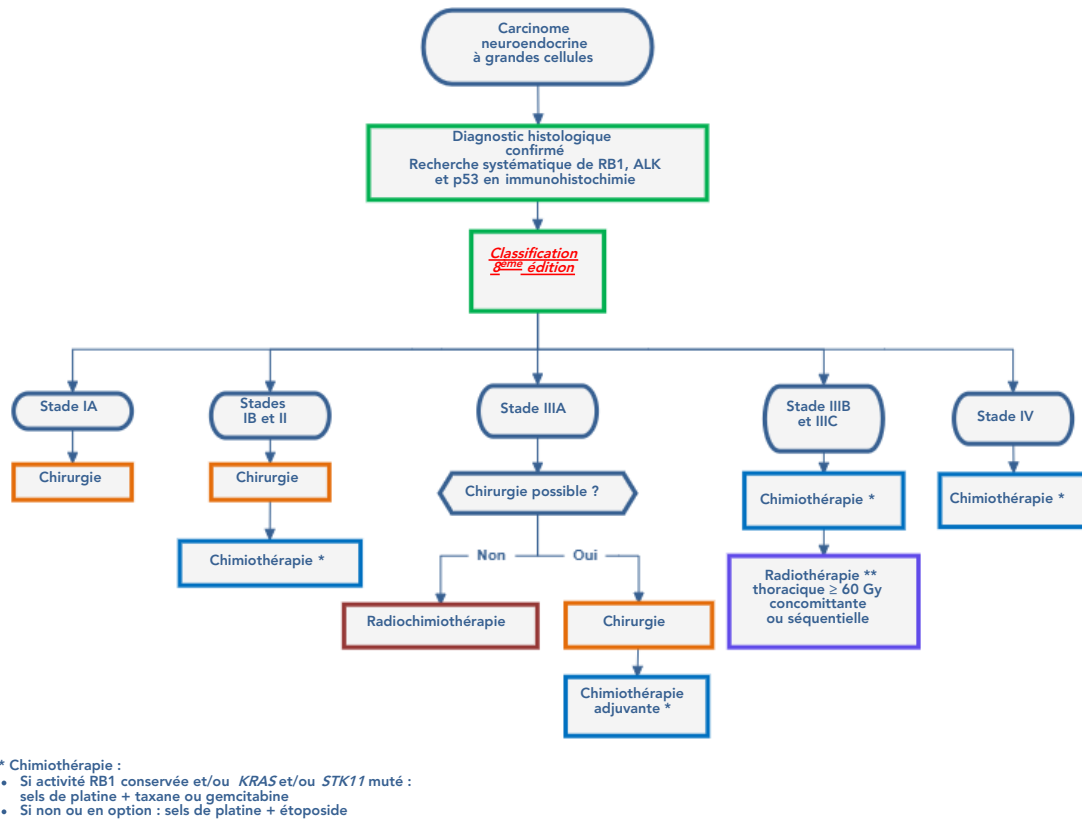 Carcinome
neuroendocrine
à grandes cellules
Diagnostic histologique
confirmé
Recherche systématique de RB1, ALK
et p53 en immunohistochimie
Classification
8ème édition
Stade IA
Stades
IB et II
Stade IIIA
Stade IIIB
et IIIC
Stade IV
Chirurgie
Chirurgie
Chirurgie possible ?
Chimiothérapie *
Chimiothérapie *
Chimiothérapie *
Non
Oui
Radiothérapie **
thoracique ≥ 60 Gy
concomittante
ou séquentielle
Radiochimiothérapie
Chirurgie
Chimiothérapie
adjuvante *
* Chimiothérapie :
• Si activité RB1 conservée et/ou KRAS et/ou STK11 muté :
sels de platine + taxane ou gemcitabine
• Si non ou en option : sels de platine + étoposide